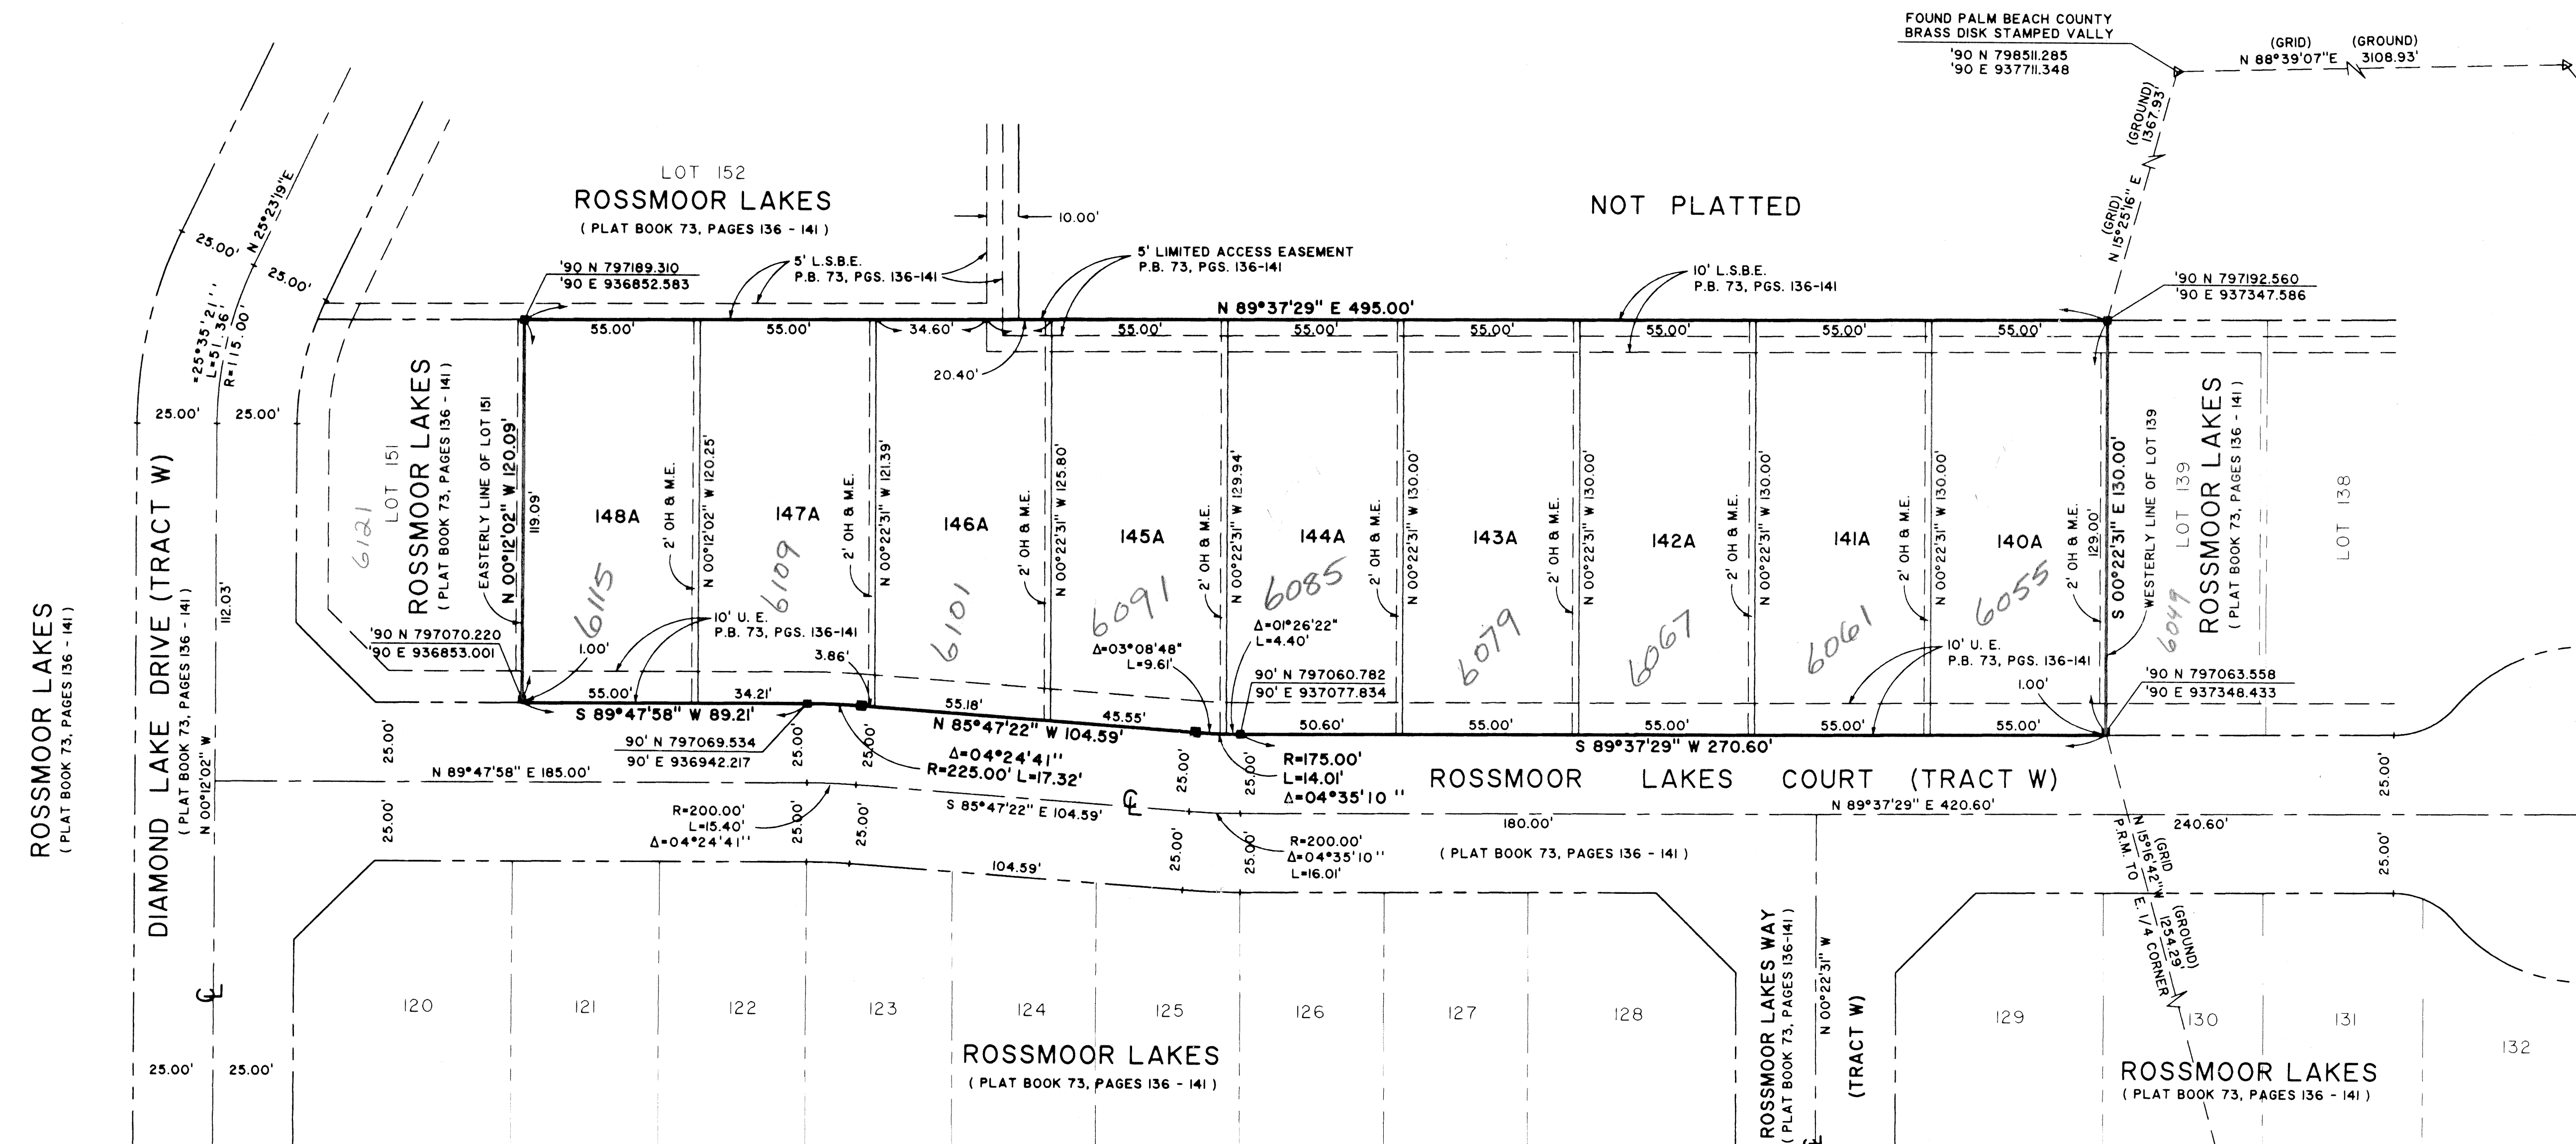 FOUND PALM BEACH COUNTY
BRASS DISK STAMPED VALLY
'90 N 798511.285
'90 E 937711.348
(GRID) (GROUND)
N 88°39'07"E 3108.93'
(GROUND)
1367.93'
(GRID)
N 15°25'16" E
LOT 152
ROSSMOOR LAKES
( PLAT BOOK 73, PAGES 136 - 141 )
10.00'
NOT PLATTED
N 25°23'19"E
25.00'
25.00'
=25°35'21"
L=51.36'
R=115.00'
'90 N 797189.310
'90 E 936852.583
5' L.S.B.E.
P.B. 73, PGS. 136-141
5' LIMITED ACCESS EASEMENT
P.B. 73, PGS. 136-141
10' L.S.B.E.
P.B. 73, PGS. 136-141
'90 N 797192.560
'90 E 937347.586
N 89°37'29" E 495.00'
55.00'
55.00'
34.60'
55.00'
55.00'
55.00'
55.00'
55.00'
55.00'
20.40'
25.00'
25.00'
ROSSMOOR LAKES
( PLAT BOOK 73, PAGES 136 - 141 )
DIAMOND LAKE DRIVE (TRACT W)
( PLAT BOOK 73, PAGES 136 - 141 )
N 00°12'02" W
112.03'
6121
LOT 151
ROSSMOOR LAKES
( PLAT BOOK 73, PAGES 136 - 141 )
EASTERLY LINE OF LOT 151
N 00°12'02" W 120.09'
119.09'
148A
6115
2' OH & M.E.
N 00°12'02" W 120.25'
147A
6109
2' OH & M.E.
N 00°22'31" W 121.39'
146A
6101
2' OH & M.E.
N 00°22'31" W 125.80'
145A
6091
2' OH & M.E.
N 00°22'31" W 129.94'
144A
6085
2' OH & M.E.
N 00°22'31" W 130.00'
143A
6079
2' OH & M.E.
N 00°22'31" W 130.00'
142A
6067
2' OH & M.E.
N 00°22'31" W 130.00'
141A
6061
2' OH & M.E.
N 00°22'31" W 130.00'
140A
6055
2' OH & M.E.
129.00'
S 00°22'31" E 130.00'
WESTERLY LINE OF LOT 139
6049
LOT 139
ROSSMOOR LAKES
( PLAT BOOK 73, PAGES 136 - 141 )
LOT 138
'90 N 797070.220
'90 E 936853.001
1.00'
10' U. E.
P.B. 73, PGS. 136-141
3.86'
Δ=03°08'48"
L=9.61'
Δ=01°26'22"
L=4.40'
90' N 797060.782
90' E 937077.834
10' U. E.
P.B. 73, PGS. 136-141
1.00'
'90 N 797063.558
'90 E 937348.433
55.00'
34.21'
55.18'
45.55'
50.60'
55.00'
55.00'
55.00'
55.00'
S 89°47'58" W 89.21'
N 85°47'22" W 104.59'
S 89°37'29" W 270.60'
90' N 797069.534
90' E 936942.217
Δ=04°24'41"
R=225.00' L=17.32'
R=175.00'
L=14.01'
Δ=04°35'10"
25.00'
25.00'
25.00'
25.00'
25.00'
25.00'
N 89°47'58" E 185.00'
S 85°47'22" E 104.59'
ROSSMOOR LAKES COURT (TRACT W)
N 89°37'29" E 420.60'
180.00'
240.60'
( PLAT BOOK 73, PAGES 136 - 141 )
R=200.00'
L=15.40'
Δ=04°24'41"
R=200.00'
Δ=04°35'10"
L=16.01'
25.00'
25.00'
25.00'
25.00'
25.00'
25.00'
104.59'
(GRID
N 15°16'42"W
P.R.M. TO E. 1/4 CORNER
(GROUND)
1254.29'
120
121
122
123
124
125
126
127
128
129
130
131
132
ROSSMOOR LAKES WAY
( PLAT BOOK 73, PAGES 136-141 )
N 00°22'31" W
(TRACT W)
ROSSMOOR LAKES
( PLAT BOOK 73, PAGES 136 - 141 )
ROSSMOOR LAKES
( PLAT BOOK 73, PAGES 136 - 141 )
25.00'
25.00'